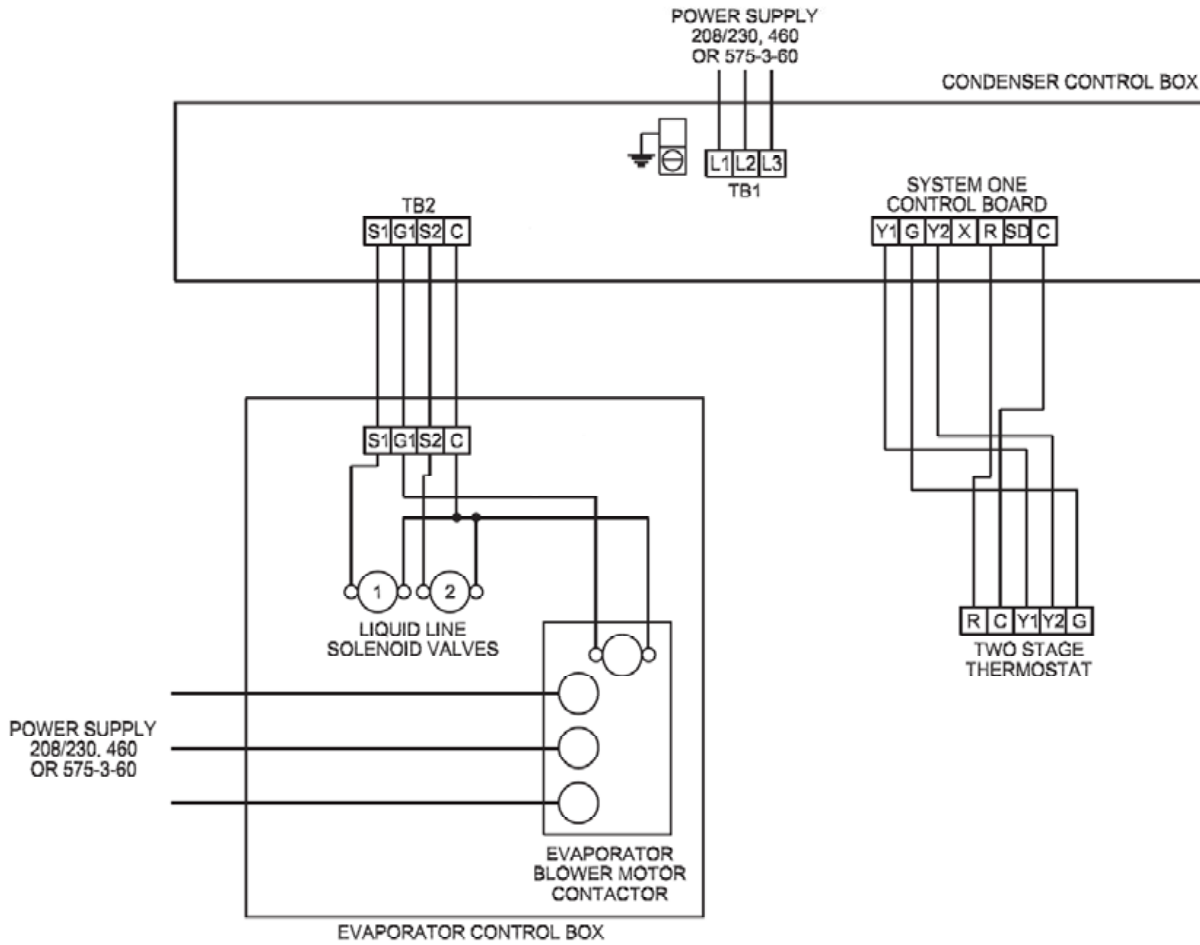 POWER SUPPLY
208/230, 460
OR 575-3-60
CONDENSER CONTROL BOX
L1 L2 L3
TB1
SYSTEM ONE
CONTROL BOARD
TB2
S1 G1 S2 C
Y1 G Y2 X R SD C
S1 G1 S2 C
1 2
LIQUID LINE
SOLENOID VALVES
R C Y1 Y2 G
TWO STAGE
THERMOSTAT
POWER SUPPLY
208/230. 460
OR 575-3-60
EVAPORATOR
BLOWER MOTOR
CONTACTOR
EVAPORATOR CONTROL BOX